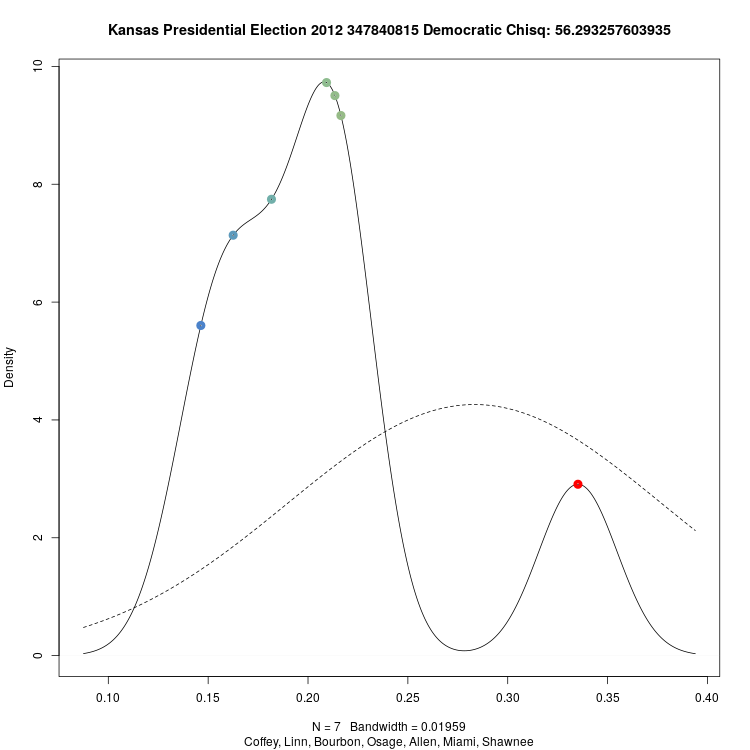 Kansas Presidential Election 2012 347840815 Democratic Chisq: 56.293257603935
Density
10
8
6
4
2
0
0.10 0.15 0.20 0.25 0.30 0.35 0.40
N = 7 Bandwidth = 0.01959
Coffey, Linn, Bourbon, Osage, Allen, Miami, Shawnee